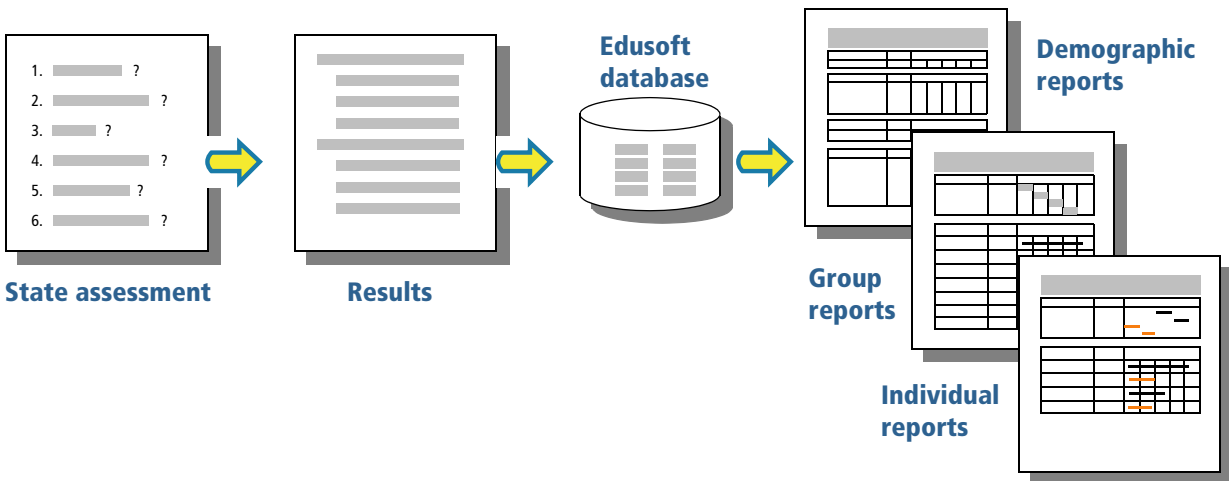 1. ?
2. ?
3. ?
4. ?
5. ?
6. ?
State assessment
Results
Edusoft
database
Demographic
reports
Group
reports
Individual
reports